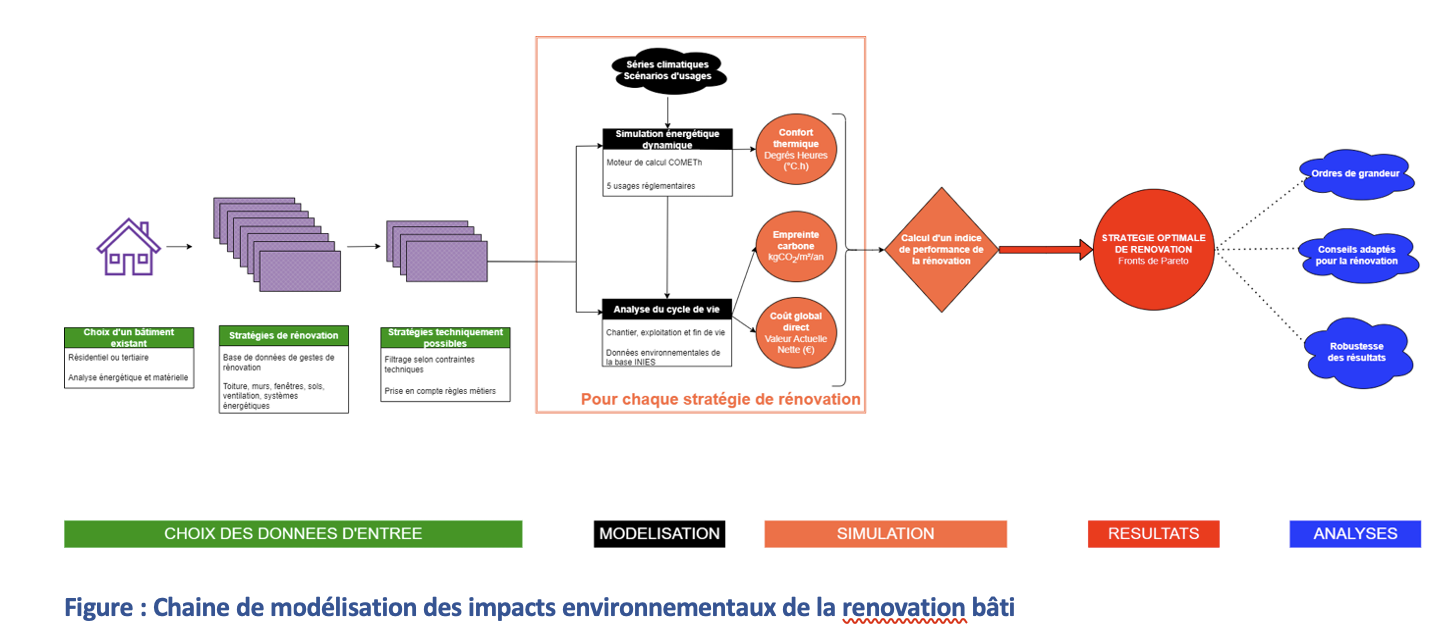 Séries climatiques
Scénarios d'usages
Simulation énergétique
dynamique
Moteur de calcul COMETh
5 usages règlementaires
Confort
thermique
Degrés Heures
(°C.h)
Empreinte
carbone
kgCO₂/m²/an
Analyse du cycle de vie
Chantier, exploitation et fin de vie
Données environnementales de
la base INIES
Coût global
direct
Valeur Actuelle
Nette (€)
Pour chaque stratégie de rénovation
Choix d'un bâtiment
existant
Résidentiel ou tertiaire
Analyse énergétique et matérielle
Stratégies de rénovation
Base de données de gestes de
rénovation
Toiture, murs, fenêtres, sols,
ventilation, systèmes
énergétiques
Stratégies techniquement
possibles
Filtrage selon contraintes
techniques
Prise en compte règles métiers
Calcul d'un indice
de performance de
la rénovation
STRATEGIE OPTIMALE
DE RENOVATION
Fronts de Pareto
Ordres de grandeur
Conseils adaptés
pour la rénovation
Robustesse
des résultats
CHOIX DES DONNEES D'ENTREE
MODELISATION
SIMULATION
RESULTATS
ANALYSES
Figure : Chaine de modélisation des impacts environnementaux de la renovation bâti